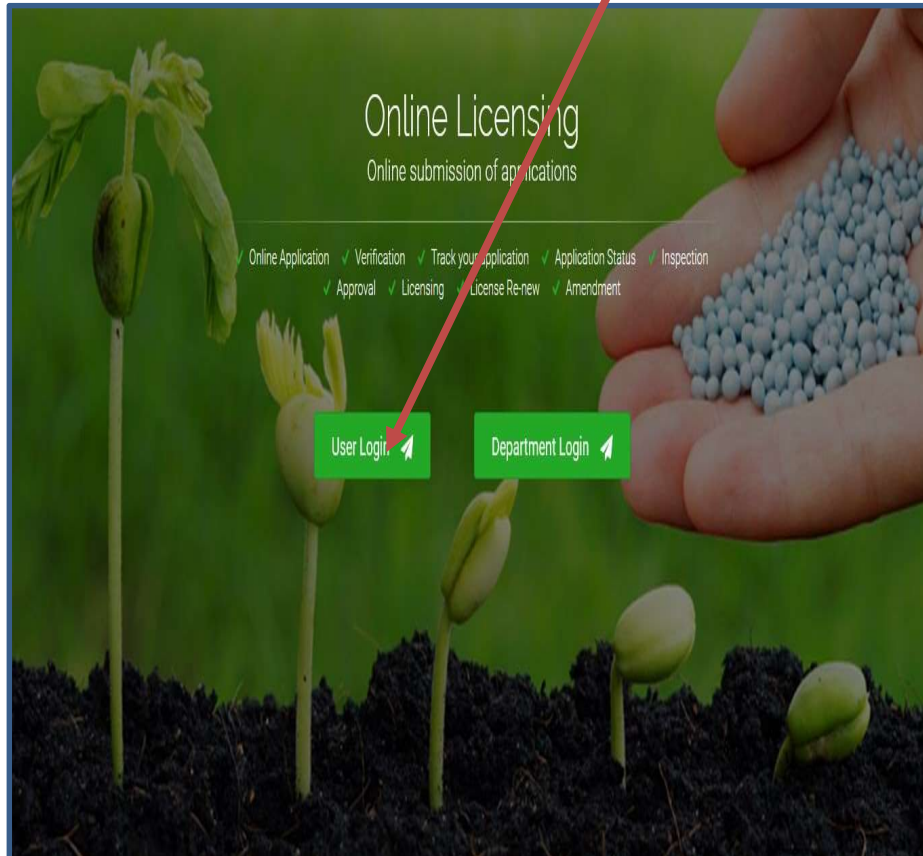 Online Licensing
Online submission of applications
✓ Online Application ✓ Verification ✓ Track your application ✓ Application Status ✓ Inspection
✓ Approval ✓ Licensing ✓ License Re-new ✓ Amendment
User Login
Department Login